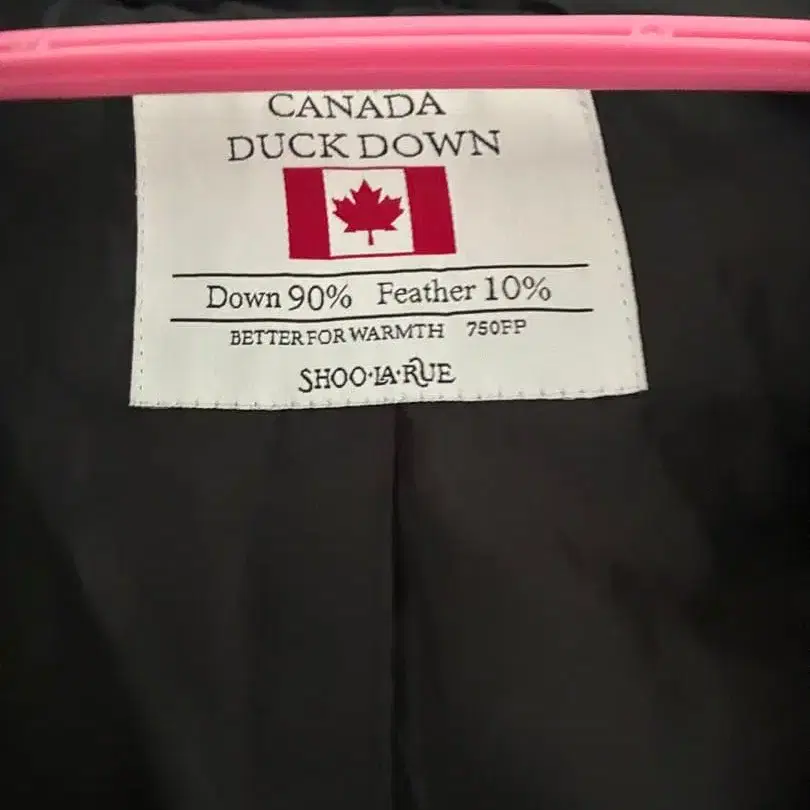 CANADA
DUCK DOWN
Down 90% Feather 10%
BETTER FOR WARMTH 750FP
SHOO·LA·RUE